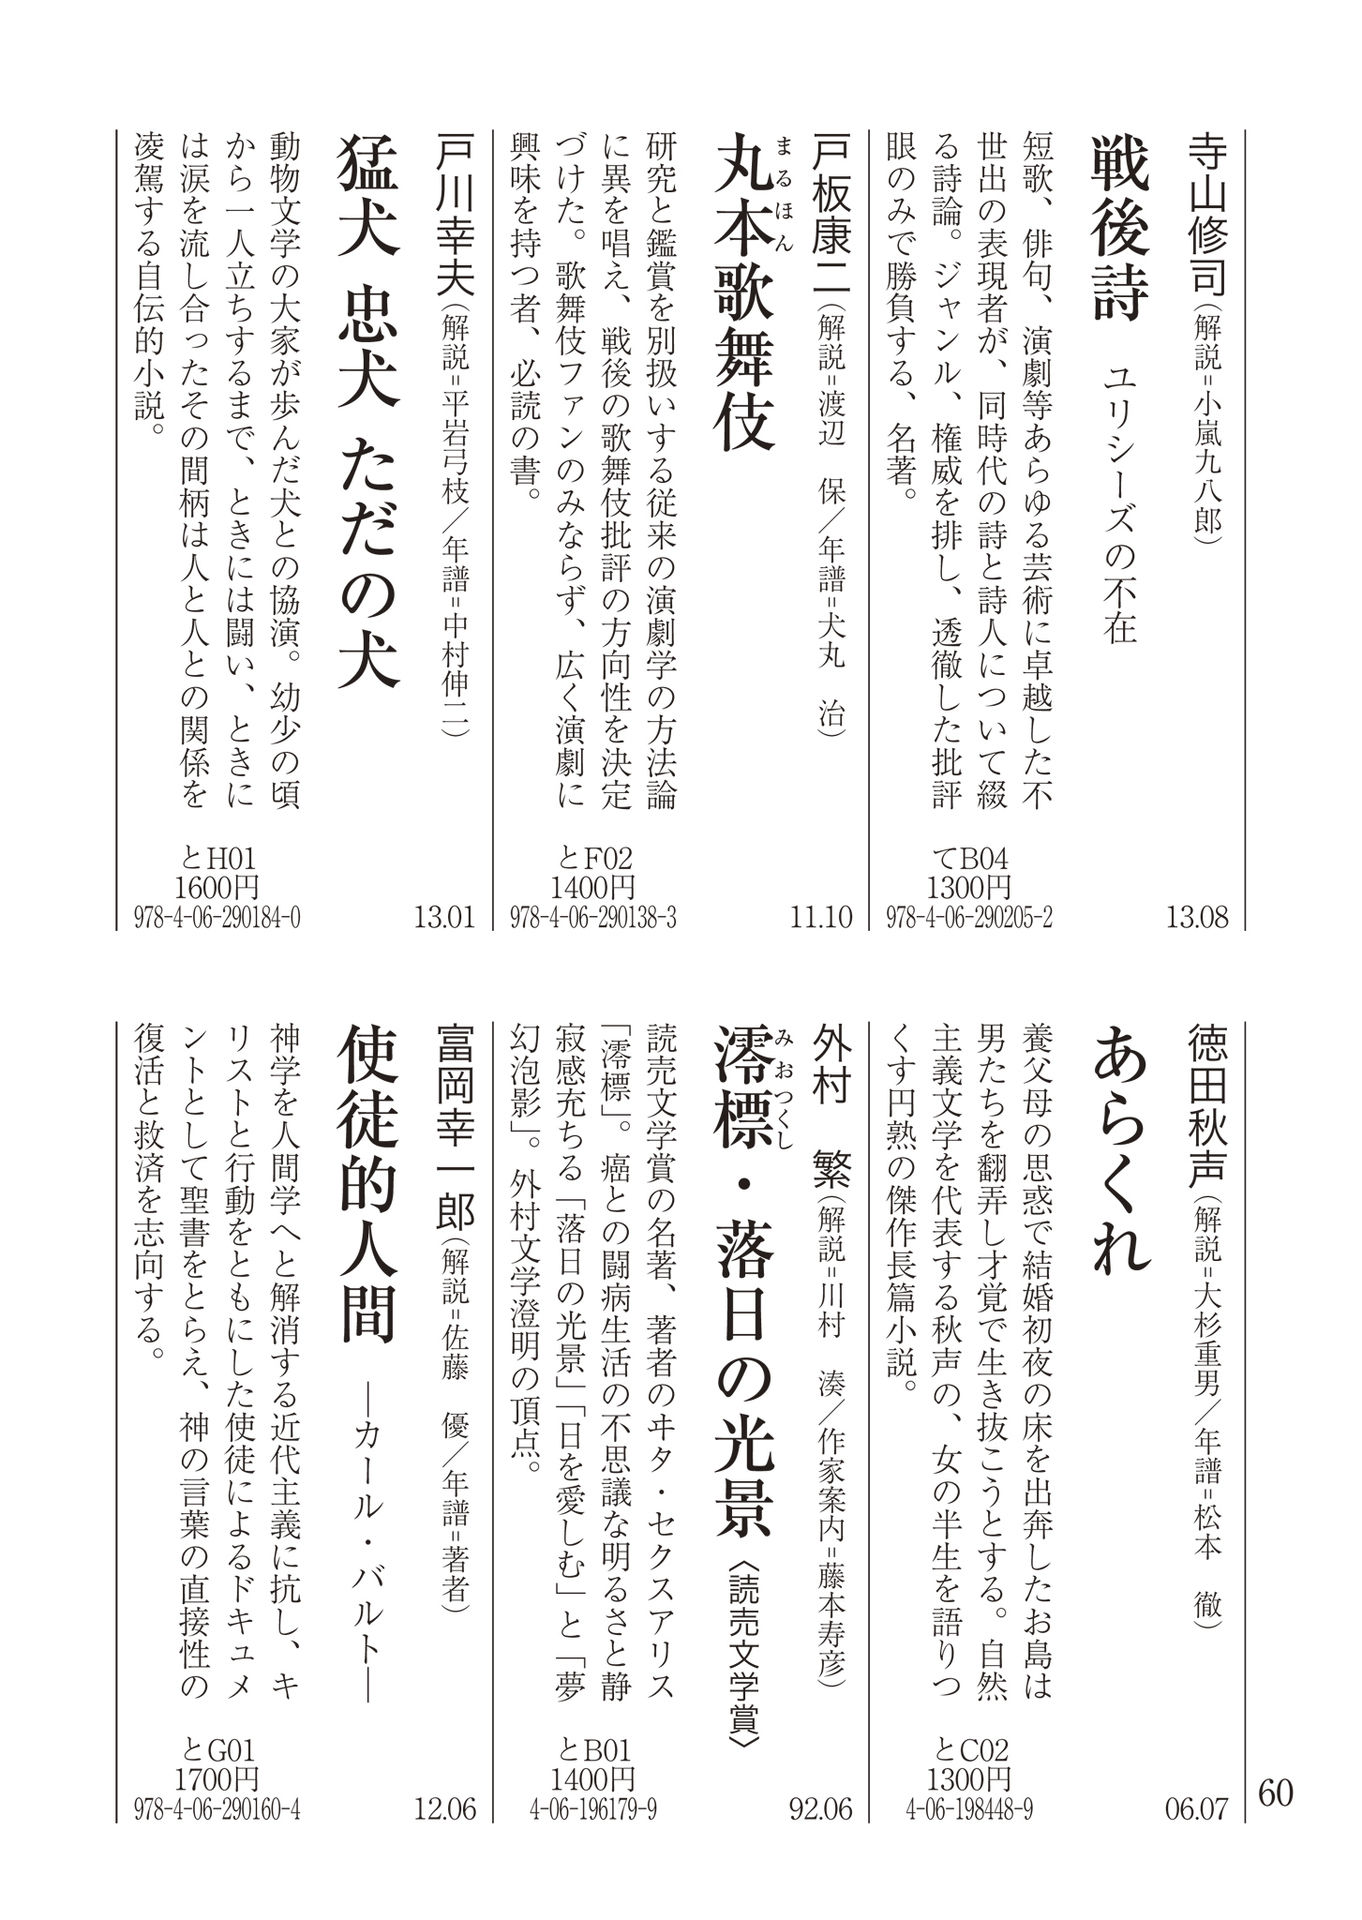 寺山修司(解説=小嵐九八郎)
戦後詩 ユリシーズの不在
短歌、俳句、演劇等あらゆる芸術に卓越した不
世出の表現者が、同時代の詩と詩人について綴
る詩論。ジャンル、権威を排し、透徹した批評
眼のみで勝負する、名著。
てB04
1300円
978-4-06-290205-2
13.08
戸板康二(解説=渡辺 保/年譜=犬丸 治)
まるほん
丸本歌舞伎
研究と鑑賞を別扱いする従来の演劇学の方法論
に異を唱え、戦後の歌舞伎批評の方向性を決定
づけた。歌舞伎ファンのみならず、広く演劇に
興味を持つ者、必読の書。
とF02
1400円
978-4-06-290138-3
11.10
戸川幸夫(解説=平岩弓枝/年譜=中村伸二)
猛犬 忠犬 ただの犬
動物文学の大家が歩んだ犬との協演。幼少の頃
から一人立ちするまで、ときには闘い、ときに
は涙を流し合ったその間柄は人と人との関係を
凌駕する自伝的小説。
とH01
1600円
978-4-06-290184-0
13.01
徳田秋声(解説=大杉重男/年譜=松本 徹)
あらくれ
養父母の思惑で結婚初夜の床を出奔したお島は
男たちを翻弄し才覚で生き抜こうとする。自然
主義文学を代表する秋声の、女の半生を語りつ
くす円熟の傑作長篇小説。
とC02
1300円
4-06-198448-9
06.07
外村 繁(解説=川村 湊/作家案内=藤本寿彦)
みおつくし
澪標・落日の光景〈読売文学賞〉
読売文学賞の名著、著者のヰタ・セクスアリス
「澪標」。癌との闘病生活の不思議な明るさと静
寂感充ちる「落日の光景」「日を愛しむ」と「夢
幻泡影」。外村文学澄明の頂点。
とB01
1400円
4-06-196179-9
92.06
富岡幸一郎(解説=佐藤 優/年譜=著者)
使徒的人間 ―カール・バルト―
神学を人間学へと解消する近代主義に抗し、キ
リストと行動をともにした使徒によるドキュメ
ントとして聖書をとらえ、神の言葉の直接性の
復活と救済を志向する。
とG01
1700円
978-4-06-290160-4
12.06
60